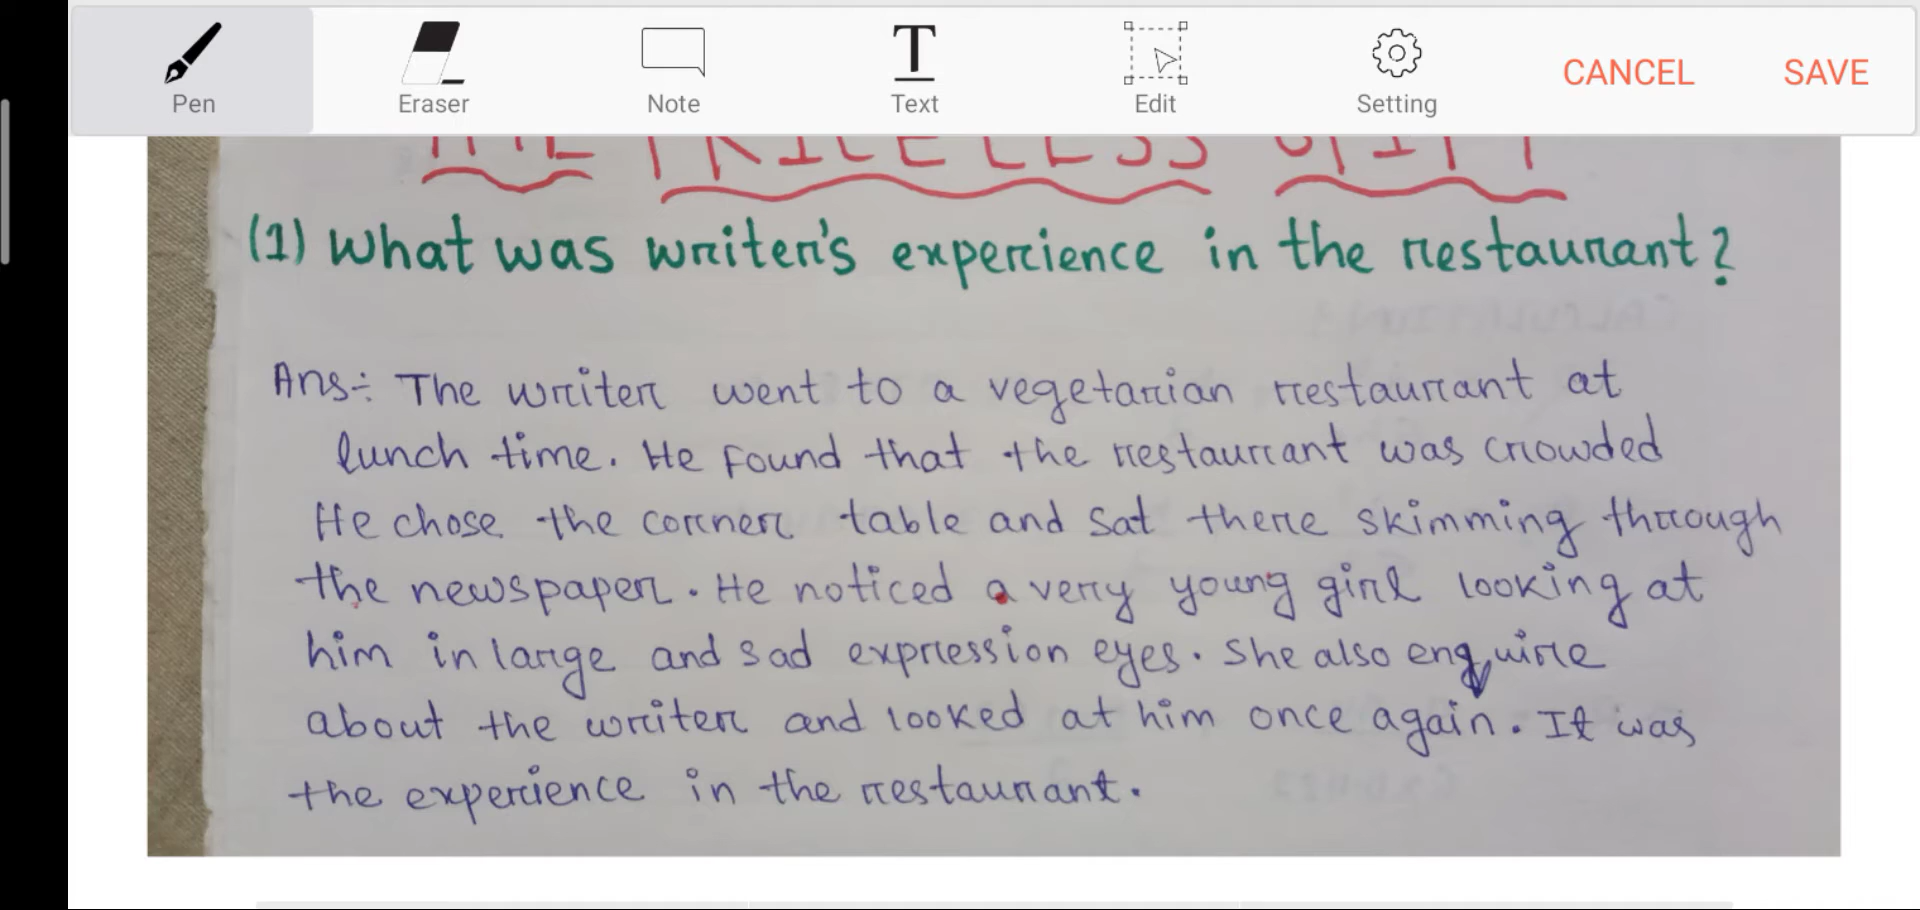 Pen Eraser Note Text Edit Setting CANCEL SAVE
THE PRICELESS GIFT
(1) What was writer's experience in the restaurant?
Ans:- The writer went to a vegetarian restaurant at
lunch time. He found that the restaurant was crowded
He chose the corner table and sat there skimming through
the newspaper. He noticed a very young girl looking at
him in large and sad expression eyes. She also enquire
about the writer and looked at him once again. It was
the experience in the restaurant.